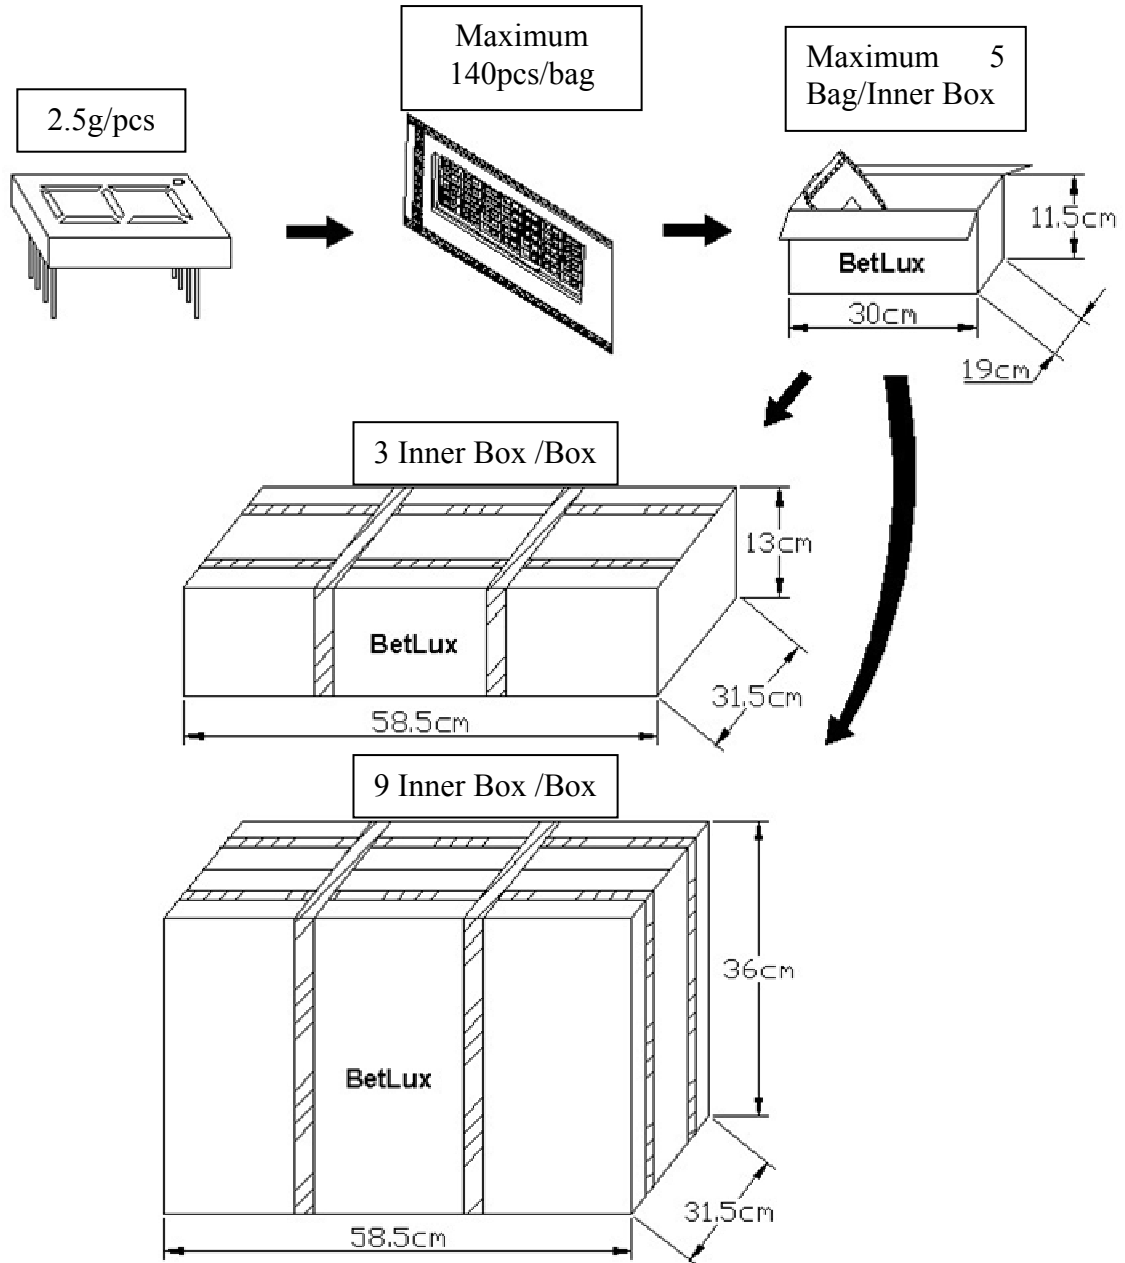 Maximum
140pcs/bag
Maximum 5
Bag/Inner Box
2.5g/pcs
11.5cm
BetLux
30cm
19cm
3 Inner Box /Box
13cm
BetLux
31.5cm
58.5cm
9 Inner Box /Box
36cm
BetLux
31.5cm
58.5cm